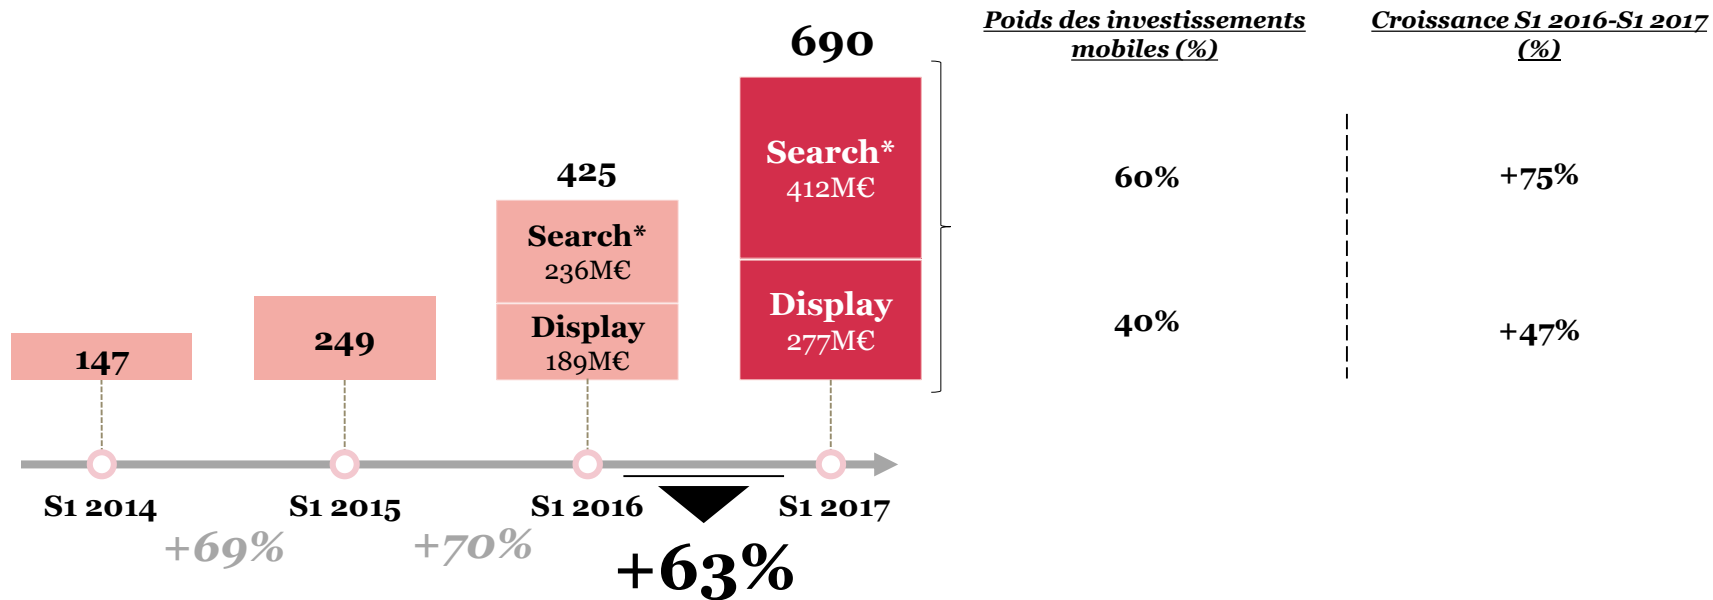 Poids des investissements
mobiles (%)
Croissance S1 2016-S1 2017
(%)
690
Search*
412M€
60%
+75%
425
Search*
236M€
Display
277M€
40%
+47%
Display
189M€
249
147
S1 2014
S1 2015
S1 2016
S1 2017
+69%
+70%
+63%